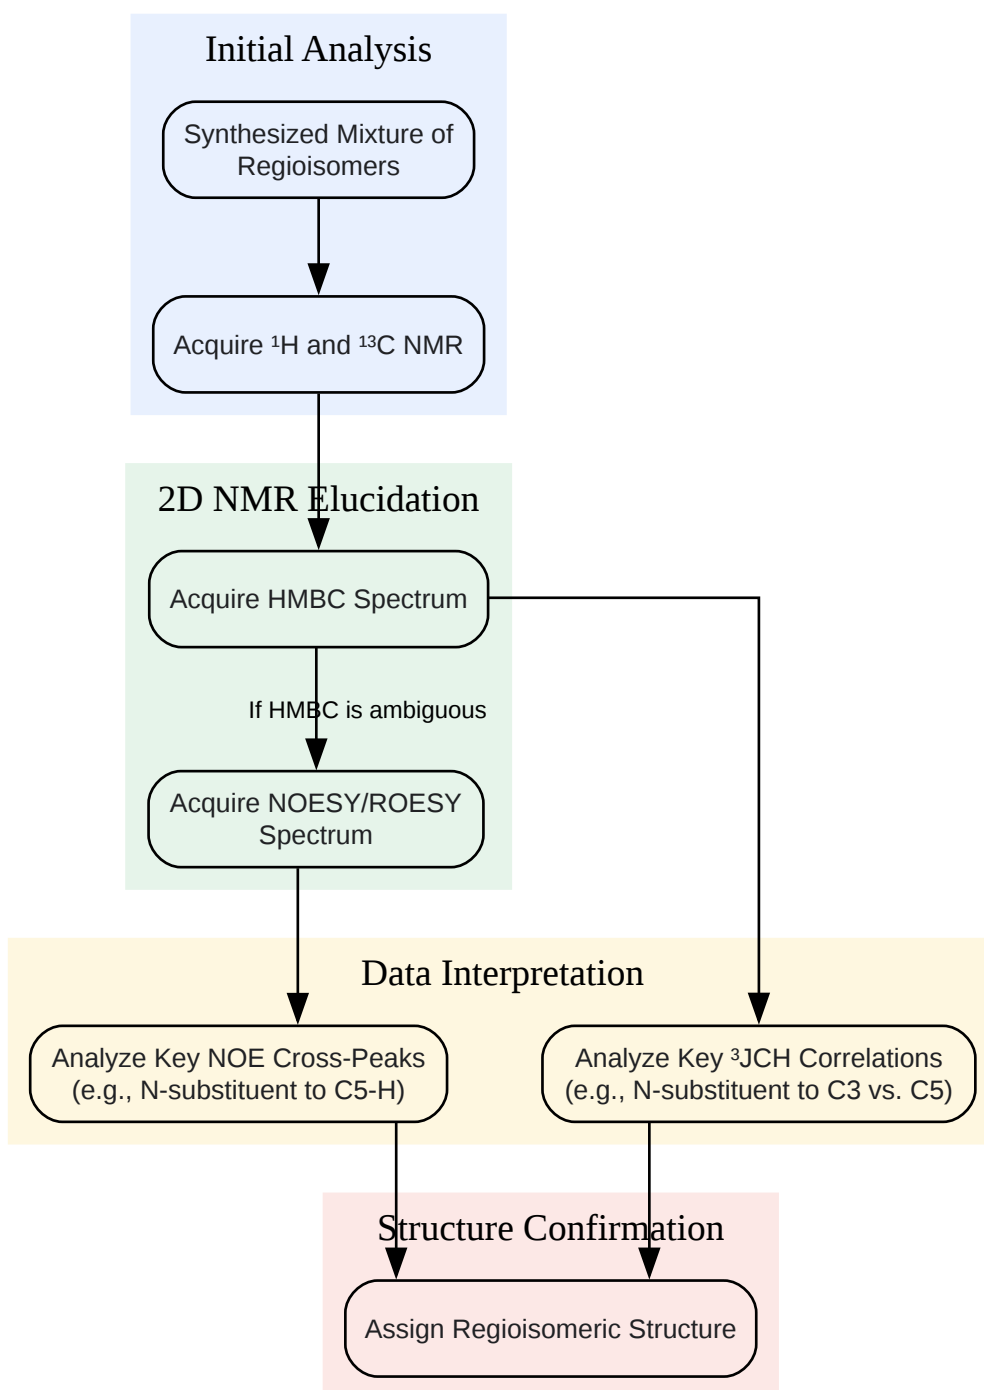 Initial Analysis
Synthesized Mixture of
Regioisomers
Acquire ¹H and ¹³C NMR
2D NMR Elucidation
Acquire HMBC Spectrum
If HMBC is ambiguous
Acquire NOESY/ROESY
Spectrum
Data Interpretation
Analyze Key NOE Cross-Peaks
(e.g., N-substituent to C5-H)
Analyze Key ³JCH Correlations
(e.g., N-substituent to C3 vs. C5)
Structure Confirmation
Assign Regioisomeric Structure